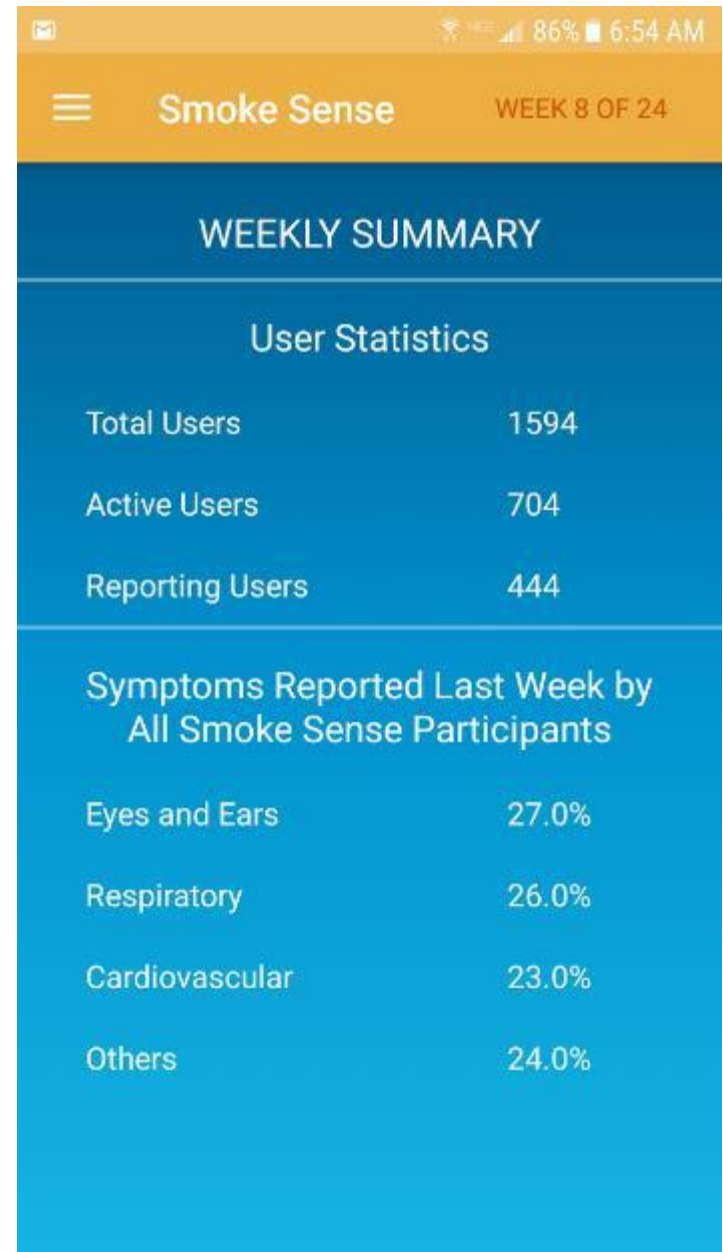 86% 6:54 AM
Smoke Sense WEEK 8 OF 24
WEEKLY SUMMARY
User Statistics
Total Users 1594
Active Users 704
Reporting Users 444
Symptoms Reported Last Week by
All Smoke Sense Participants
Eyes and Ears 27.0%
Respiratory 26.0%
Cardiovascular 23.0%
Others 24.0%